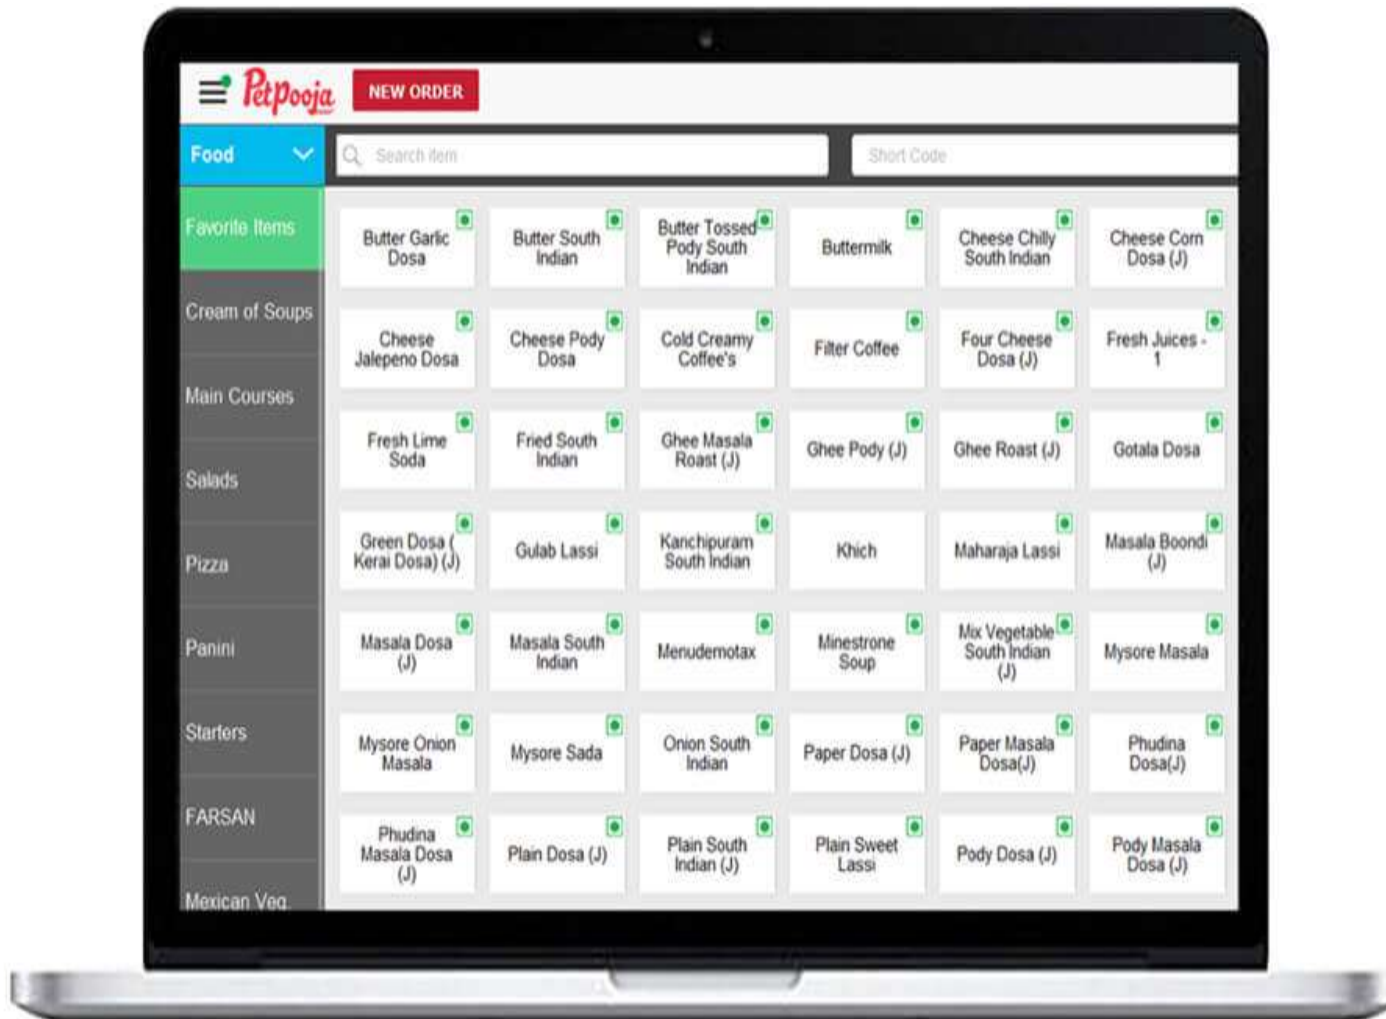 Petpooja
NEW ORDER
Food
Search item
Short Code
Favorite Items
Cream of Soups
Main Courses
Salads
Pizza
Panini
Starters
FARSAN
Mexican Veg.
Butter Garlic
Dosa
Butter South
Indian
Butter Tossed
Pody South
Indian
Buttermilk
Cheese Chilly
South Indian
Cheese Corn
Dosa (J)
Cheese
Jalepeno Dosa
Cheese Pody
Dosa
Cold Creamy
Coffee's
Filter Coffee
Four Cheese
Dosa (J)
Fresh Juices -
1
Fresh Lime
Soda
Fried South
Indian
Ghee Masala
Roast (J)
Ghee Pody (J)
Ghee Roast (J)
Gotala Dosa
Green Dosa (
Kerai Dosa) (J)
Gulab Lassi
Kanchipuram
South Indian
Khich
Maharaja Lassi
Masala Boondi
(J)
Masala Dosa
(J)
Masala South
Indian
Menudemotax
Minestrone
Soup
Mix Vegetable
South Indian
(J)
Mysore Masala
Mysore Onion
Masala
Mysore Sada
Onion South
Indian
Paper Dosa (J)
Paper Masala
Dosa(J)
Phudina
Dosa(J)
Phudina
Masala Dosa
(J)
Plain Dosa (J)
Plain South
Indian (J)
Plain Sweet
Lassi
Pody Dosa (J)
Pody Masala
Dosa (J)